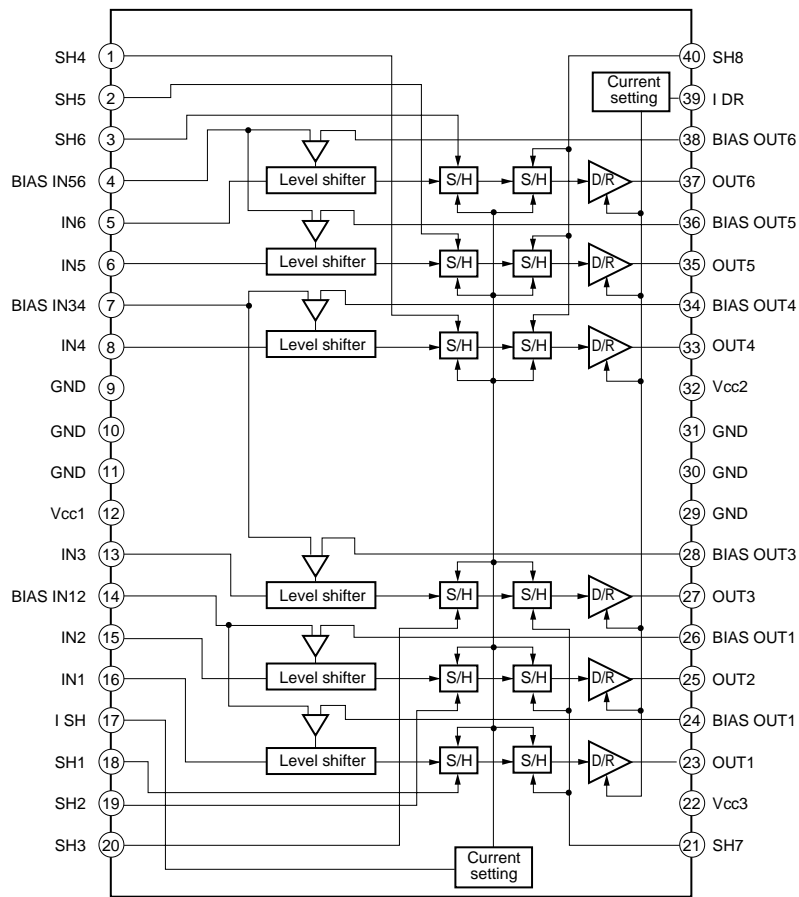 SH4 1
SH5 2
SH6 3
BIAS IN56 4
IN6 5
IN5 6
BIAS IN34 7
IN4 8
GND 9
GND 10
GND 11
Vcc1 12
IN3 13
BIAS IN12 14
IN2 15
IN1 16
I SH 17
SH1 18
SH2 19
SH3 20
Level shifter S/H S/H D/R
Level shifter S/H S/H D/R
Level shifter S/H S/H D/R
Level shifter S/H S/H D/R
Level shifter S/H S/H D/R
Level shifter S/H S/H D/R
Current
setting
Current
setting
40 SH8
39 I DR
38 BIAS OUT6
37 OUT6
36 BIAS OUT5
35 OUT5
34 BIAS OUT4
33 OUT4
32 Vcc2
31 GND
30 GND
29 GND
28 BIAS OUT3
27 OUT3
26 BIAS OUT1
25 OUT2
24 BIAS OUT1
23 OUT1
22 Vcc3
21 SH7